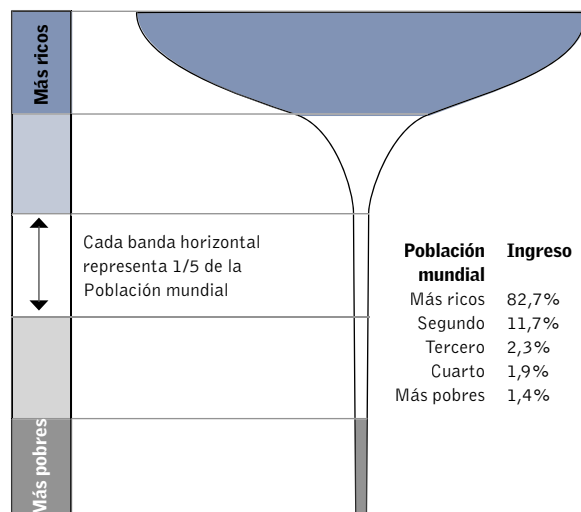 Más ricos
Cada banda horizontal
representa 1/5 de la
Población mundial
Población mundial Ingreso
Más ricos 82,7%
Segundo 11,7%
Tercero 2,3%
Cuarto 1,9%
Más pobres 1,4%
Más pobres